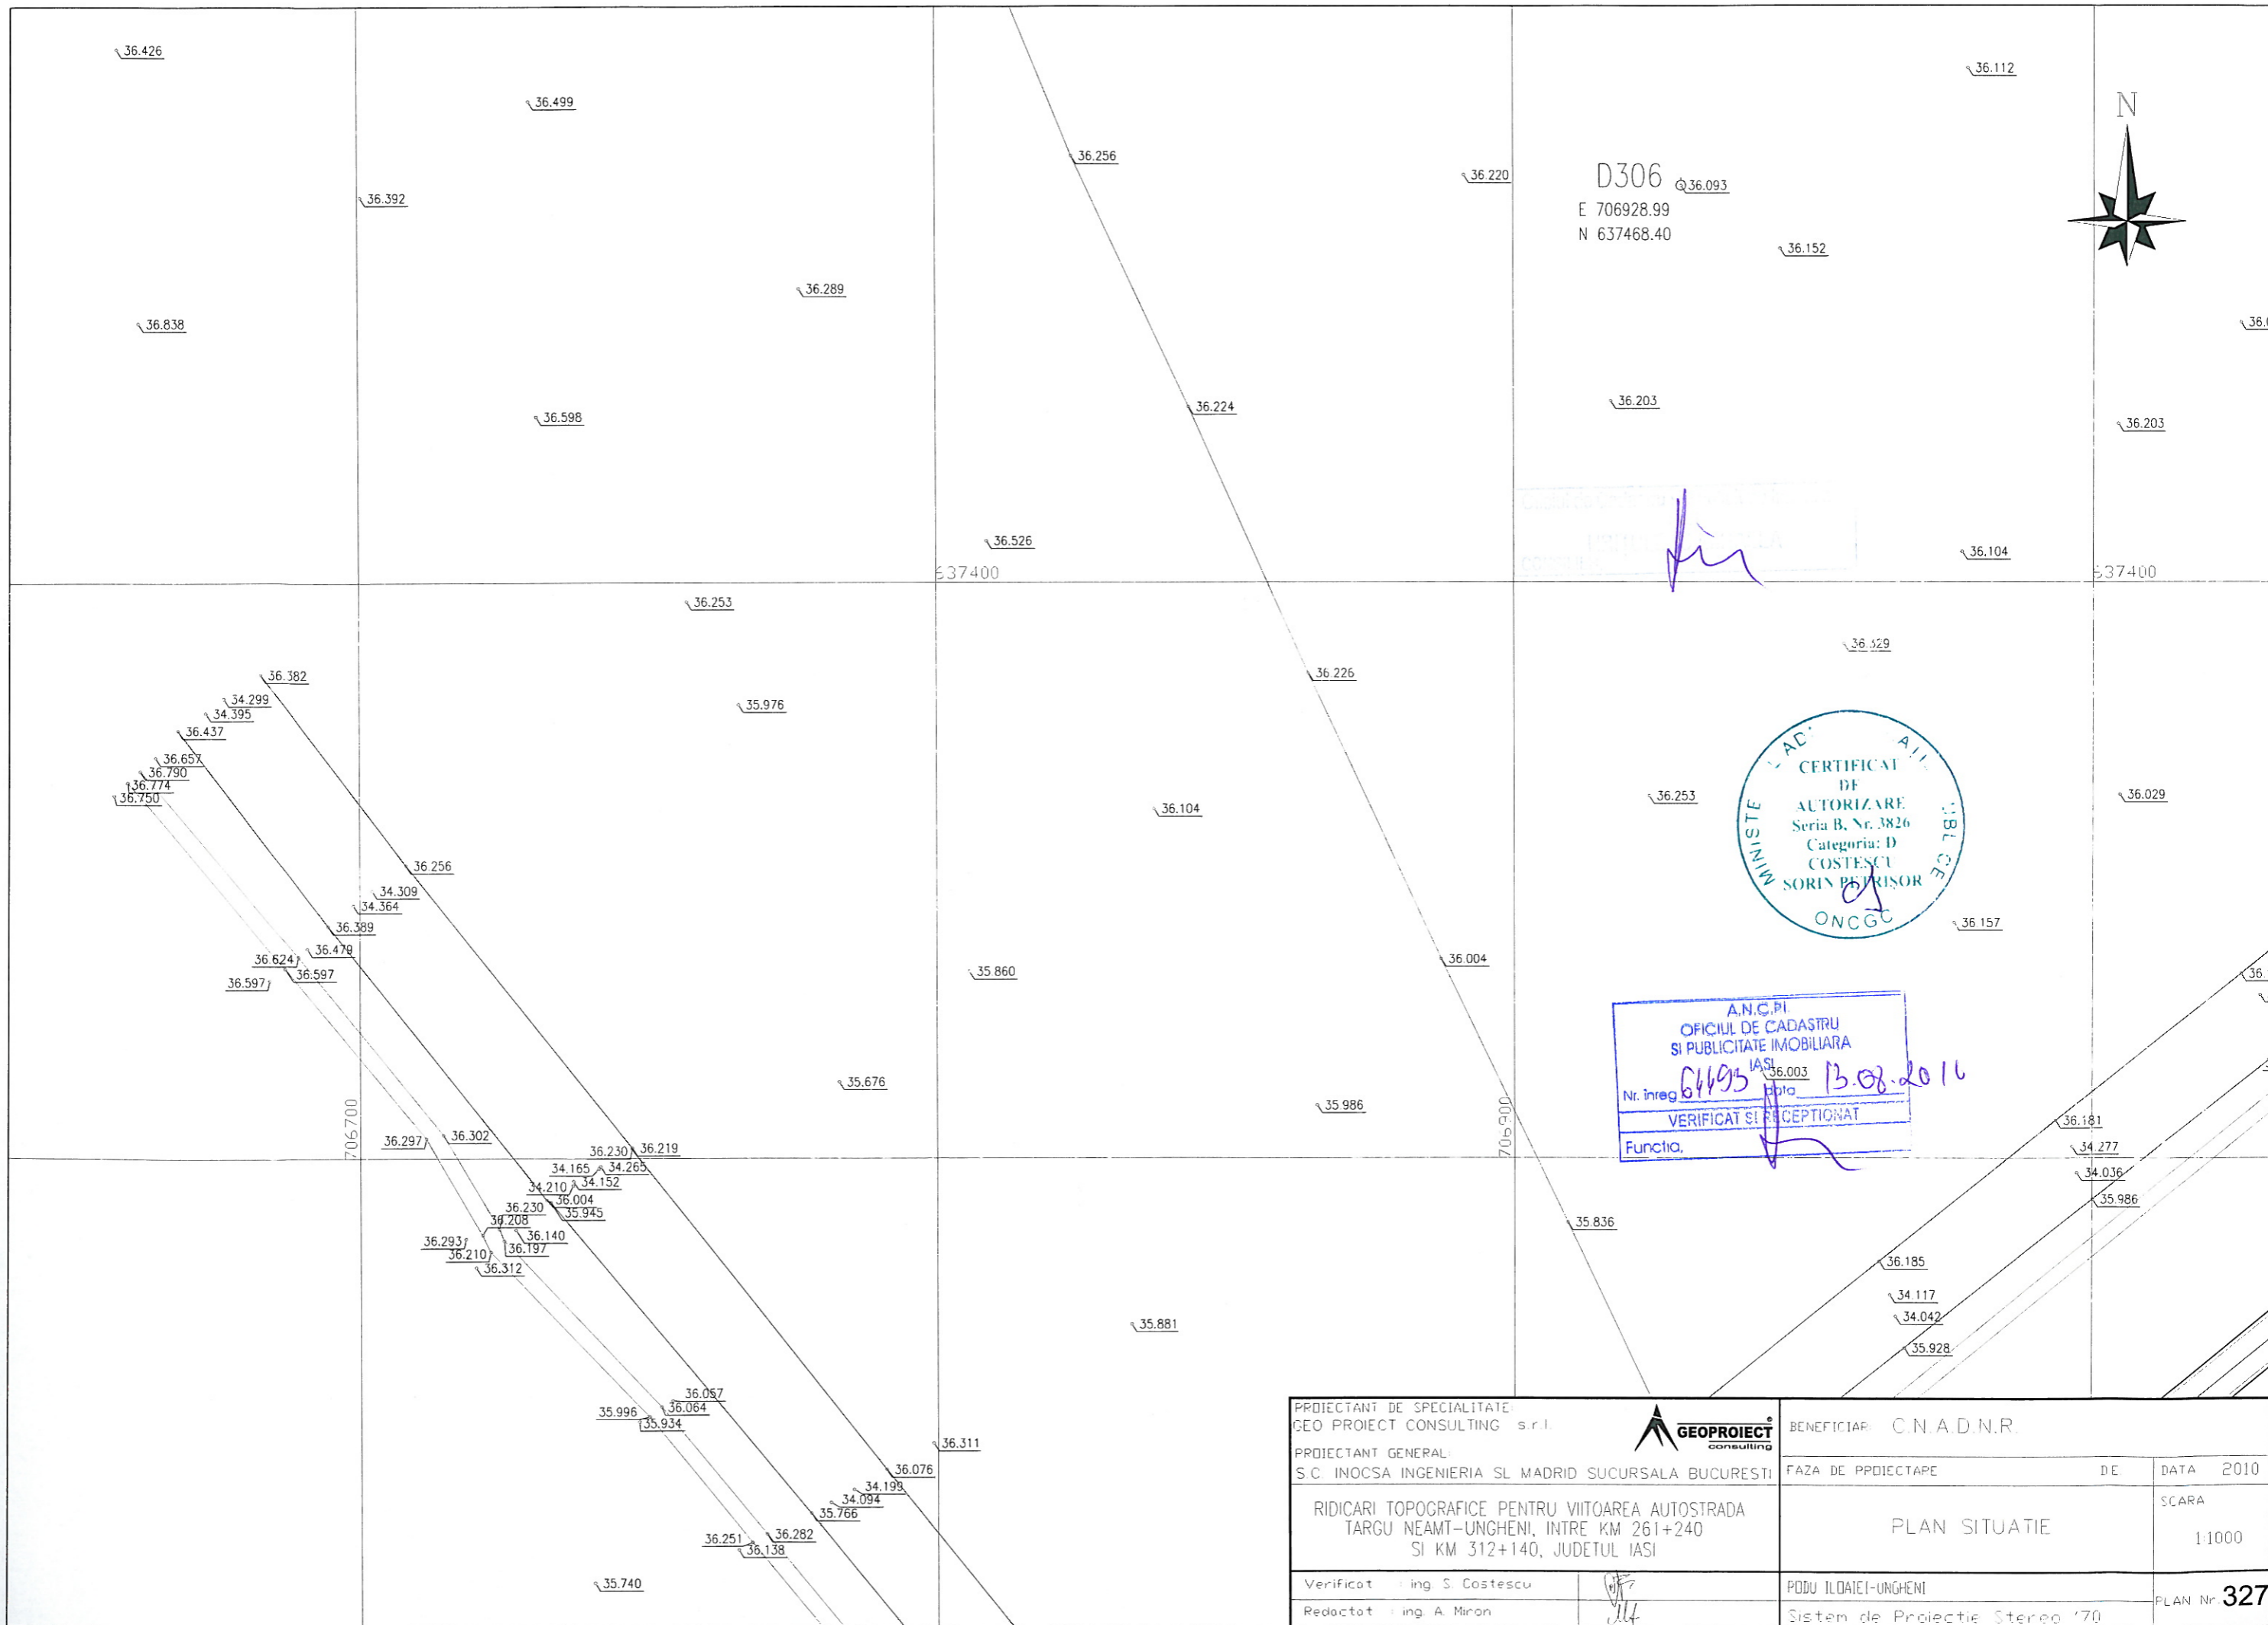 36.426
36.499
36.112
N
36.256
36.220
D306
36.093
E 706928.99
N 637468.40
36.392
36.152
36.289
36.838
36.598
36.224
36.203
36.203
36.526
36.104
637400
637400
36.253
36.329
36.382
36.226
34.299
34.395
35.976
36.437
36.657
36.790
36.774
36.750
36.104
36.253
36.029
CERTIFICAT
DE
AUTORIZARE
Seria B, Nr. 3826
Categoria: D
COSTESCU
SORIN PETRIȘOR
ONCGC
MINISTE
36.256
34.309
34.364
36.389
36.157
36.479
36.624
36.597
36.597
35.860
36.004
A.N.C.P.I.
OFICIUL DE CADASTRU
SI PUBLICITATE IMOBILIARA
IASI
36.003
Nr. inreg 61493 data 13.08.2016
VERIFICAT SI RECEPTIONAT
Functia,
35.676
35.986
706700
706900
36.297
36.302
36.181
36.230
36.219
34.277
34.165
34.265
34.036
34.210
34.152
36.004
35.986
36.230
35.945
36.208
36.293
36.140
36.210
36.197
36.312
35.836
36.185
34.117
34.042
35.881
35.928
36.057
36.064
35.996
35.934
36.311
36.076
34.199
34.094
35.766
36.282
36.251
36.138
35.740
PROIECTANT DE SPECIALITATE:
GEO PROIECT CONSULTING s.r.l.
GEOPROIECT
consulting
PROIECTANT GENERAL:
S.C. INOCSA INGENIERIA SL MADRID SUCURSALA BUCURESTI
BENEFICIAR: C.N.A.D.N.R.
FAZA DE PROIECTARE D.E.
DATA 2010
RIDICARI TOPOGRAFICE PENTRU VIITOAREA AUTOSTRADA
TARGU NEAMT-UNGHENI, INTRE KM 261+240
SI KM 312+140, JUDETUL IASI
PLAN SITUATIE
SCARA
1:1000
Verificat : ing. S. Costescu
Redactat : ing. A. Miron
PODU ILOAIEI-UNGHENI
Sistem de Proiectie Stereo '70
PLAN Nr. 327